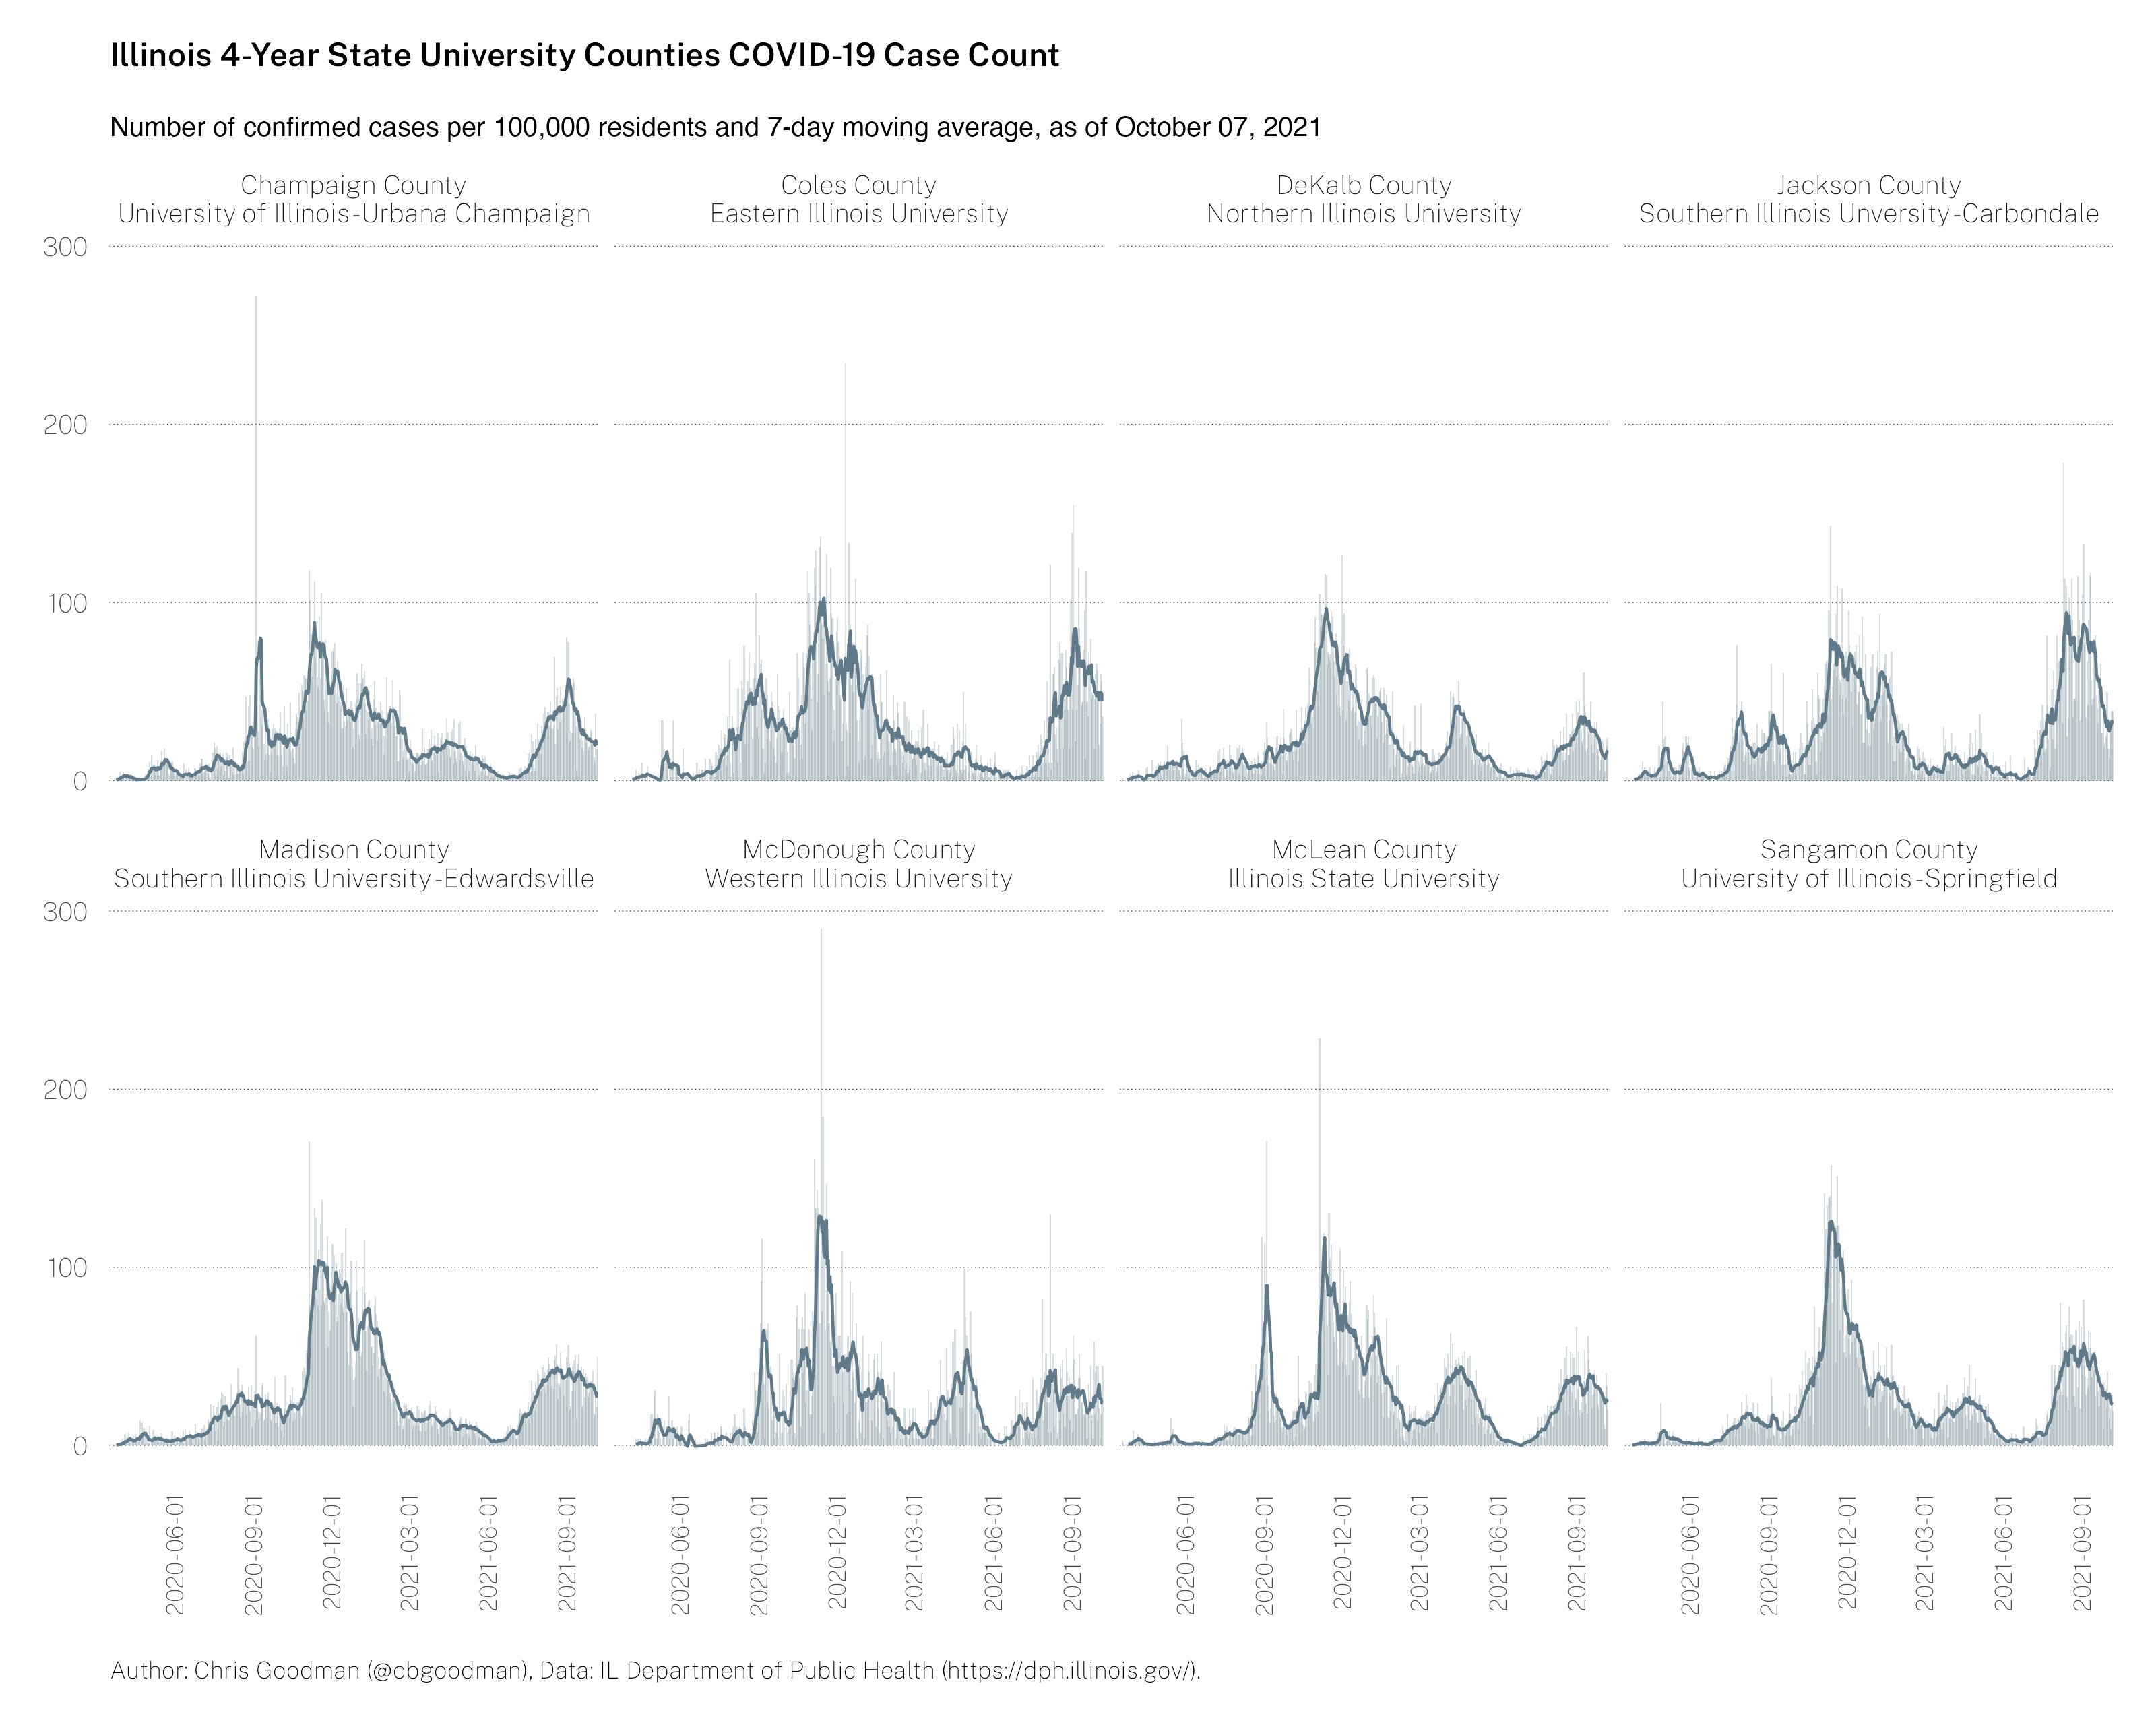 Illinois 4-Year State University Counties COVID-19 Case Count
Number of confirmed cases per 100,000 residents and 7-day moving average, as of October 07, 2021
Champaign County
University of Illinois-Urbana Champaign
Coles County
Eastern Illinois University
DeKalb County
Northern Illinois University
Jackson County
Southern Illinois Unversity-Carbondale
300
200
100
0
Madison County
Southern Illinois University-Edwardsville
McDonough County
Western Illinois University
McLean County
Illinois State University
Sangamon County
University of Illinois-Springfield
300
200
100
0
2020-06-01
2020-09-01
2020-12-01
2021-03-01
2021-06-01
2021-09-01
2020-06-01
2020-09-01
2020-12-01
2021-03-01
2021-06-01
2021-09-01
2020-06-01
2020-09-01
2020-12-01
2021-03-01
2021-06-01
2021-09-01
2020-06-01
2020-09-01
2020-12-01
2021-03-01
2021-06-01
2021-09-01
Author: Chris Goodman (@cbgoodman), Data: IL Department of Public Health (https://dph.illinois.gov/).